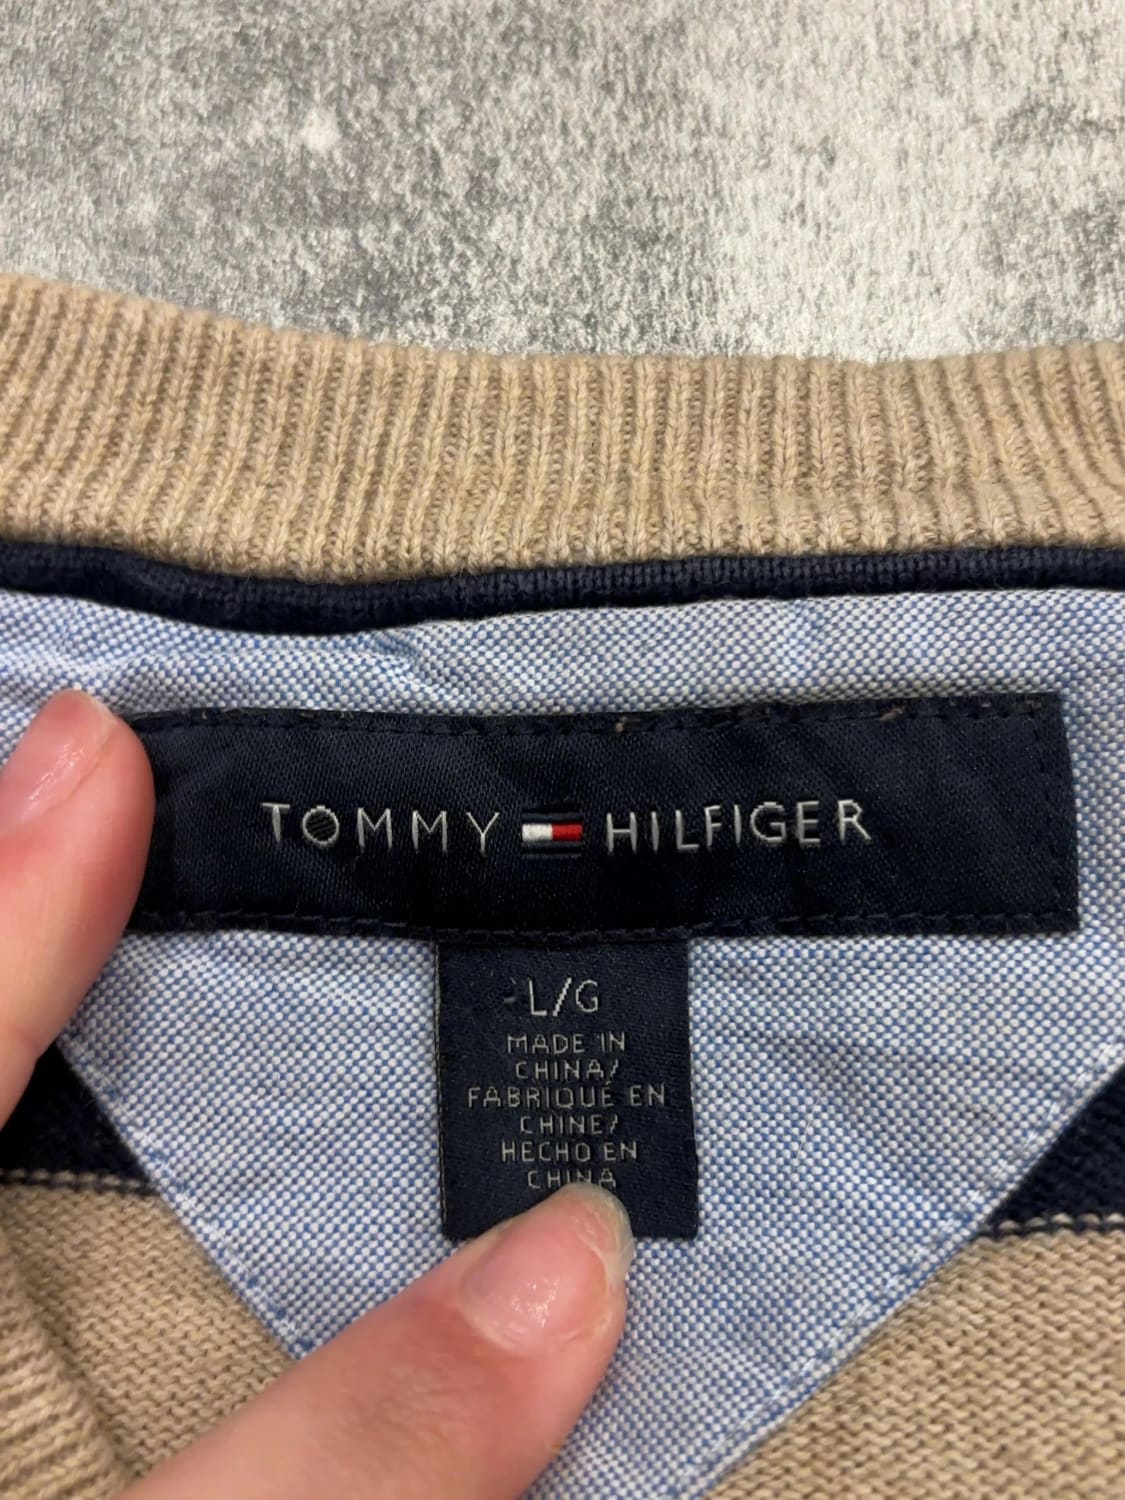 TOMMY HILFIGER
L/G
MADE IN
CHINA/
FABRIQUÉ EN
CHINE/
HECHO EN
CHINA